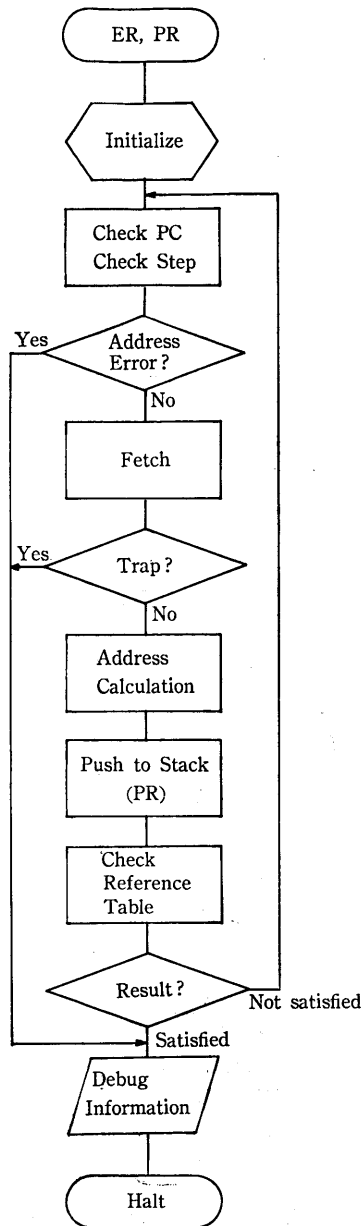 ER, PR
Initialize
Check PC
Check Step
Yes
Address
Error?
No
Fetch
Yes
Trap?
No
Address
Calculation
Push to Stack
(PR)
Check
Reference
Table
Result?
Not satisfied
Satisfied
Debug
Information
Halt